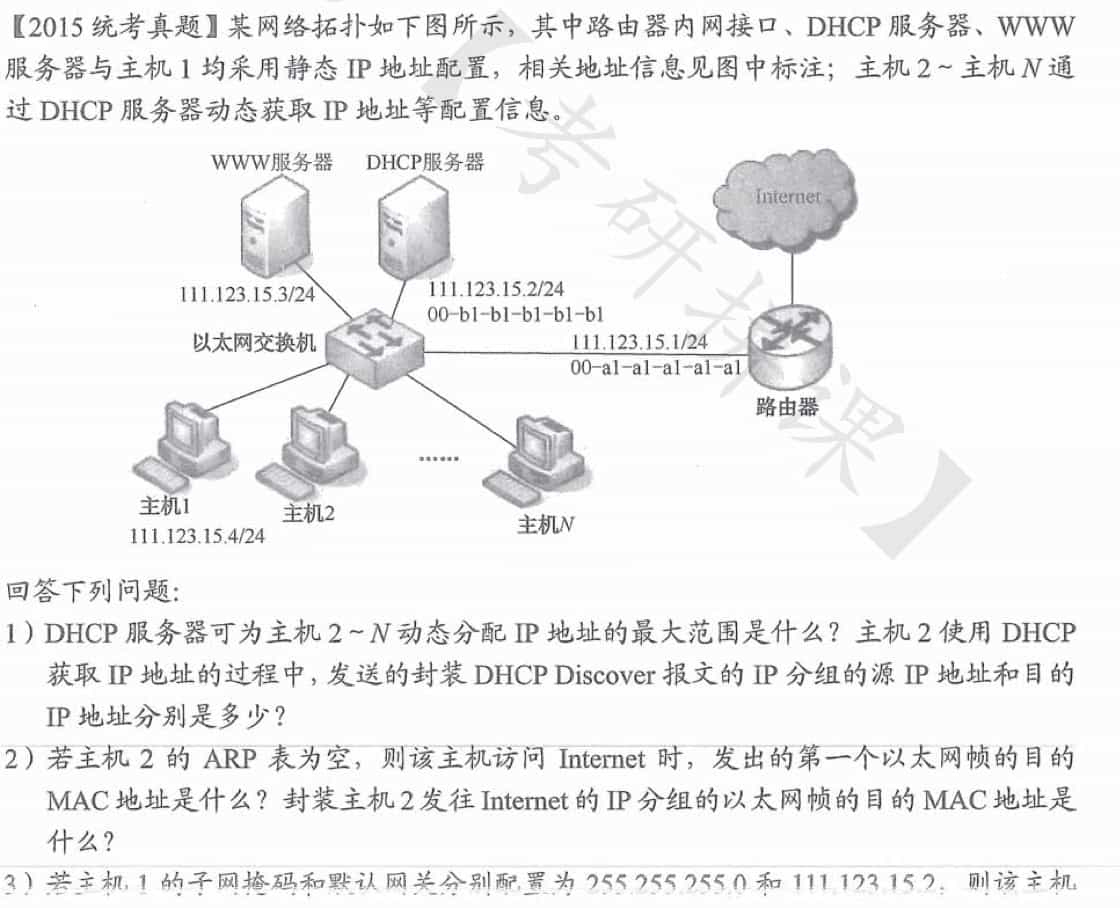 【2015 统考真题】某网络拓扑如下图所示，其中路由器内网接口、DHCP 服务器、WWW
服务器与主机 1 均采用静态 IP 地址配置，相关地址信息见图中标注；主机 2 ~ 主机 N 通
过 DHCP 服务器动态获取 IP 地址等配置信息。
WWW服务器
DHCP服务器
Internet
111.123.15.3/24
111.123.15.2/24
00-b1-b1-b1-b1-b1
以太网交换机
111.123.15.1/24
00-a1-a1-a1-a1-a1
路由器
主机1
111.123.15.4/24
主机2
......
主机N
回答下列问题：
1）DHCP 服务器可为主机 2 ~ N 动态分配 IP 地址的最大范围是什么？主机 2 使用 DHCP
获取 IP 地址的过程中，发送的封装 DHCP Discover 报文的 IP 分组的源 IP 地址和目的
IP 地址分别是多少？
2）若主机 2 的 ARP 表为空，则该主机访问 Internet 时，发出的第一个以太网帧的目的
MAC 地址是什么？封装主机 2 发往 Internet 的 IP 分组的以太网帧的目的 MAC 地址是
什么？
3）若主机 1 的子网掩码和默认网关分别配置为 255.255.255.0 和 111.123.15.2，则该主机